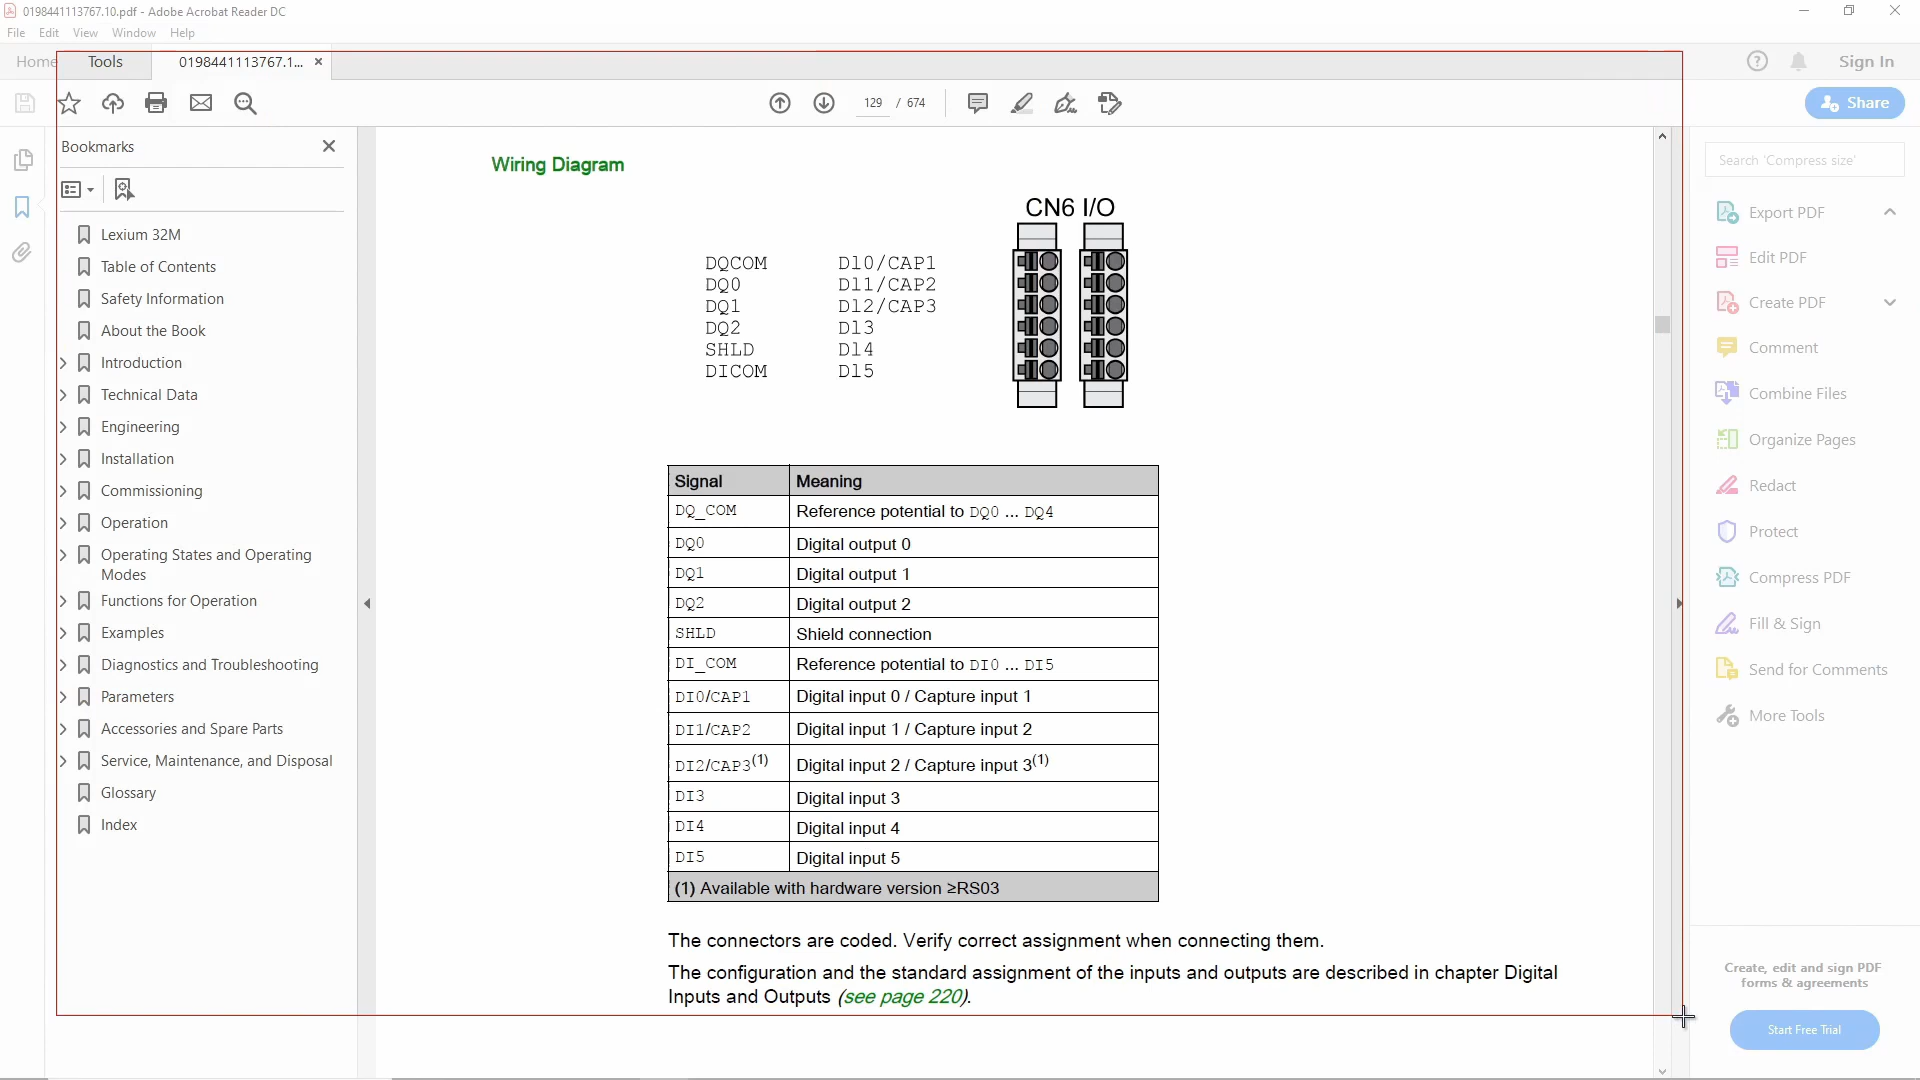 0198441113767.10.pdf - Adobe Acrobat Reader DC
File Edit View Window Help
Home Tools 0198441113767.1... ×
Sign In
129 / 674
Share
Bookmarks
Lexium 32M
Table of Contents
Safety Information
About the Book
Introduction
Technical Data
Engineering
Installation
Commissioning
Operation
Operating States and Operating
Modes
Functions for Operation
Examples
Diagnostics and Troubleshooting
Parameters
Accessories and Spare Parts
Service, Maintenance, and Disposal
Glossary
Index
Wiring Diagram
CN6 I/O
DQCOM Dl0/CAP1
DQ0 Dl1/CAP2
DQ1 Dl2/CAP3
DQ2 Dl3
SHLD Dl4
DICOM Dl5
Signal Meaning
DQ_COM Reference potential to DQ0 ... DQ4
DQ0 Digital output 0
DQ1 Digital output 1
DQ2 Digital output 2
SHLD Shield connection
DI_COM Reference potential to DI0 ... DI5
DI0/CAP1 Digital input 0 / Capture input 1
DI1/CAP2 Digital input 1 / Capture input 2
DI2/CAP3(1) Digital input 2 / Capture input 3(1)
DI3 Digital input 3
DI4 Digital input 4
DI5 Digital input 5
(1) Available with hardware version ≥RS03
The connectors are coded. Verify correct assignment when connecting them.
The configuration and the standard assignment of the inputs and outputs are described in chapter Digital
Inputs and Outputs (see page 220).
Search 'Compress size'
Export PDF
Edit PDF
Create PDF
Comment
Combine Files
Organize Pages
Redact
Protect
Compress PDF
Fill & Sign
Send for Comments
More Tools
Create, edit and sign PDF
forms & agreements
Start Free Trial